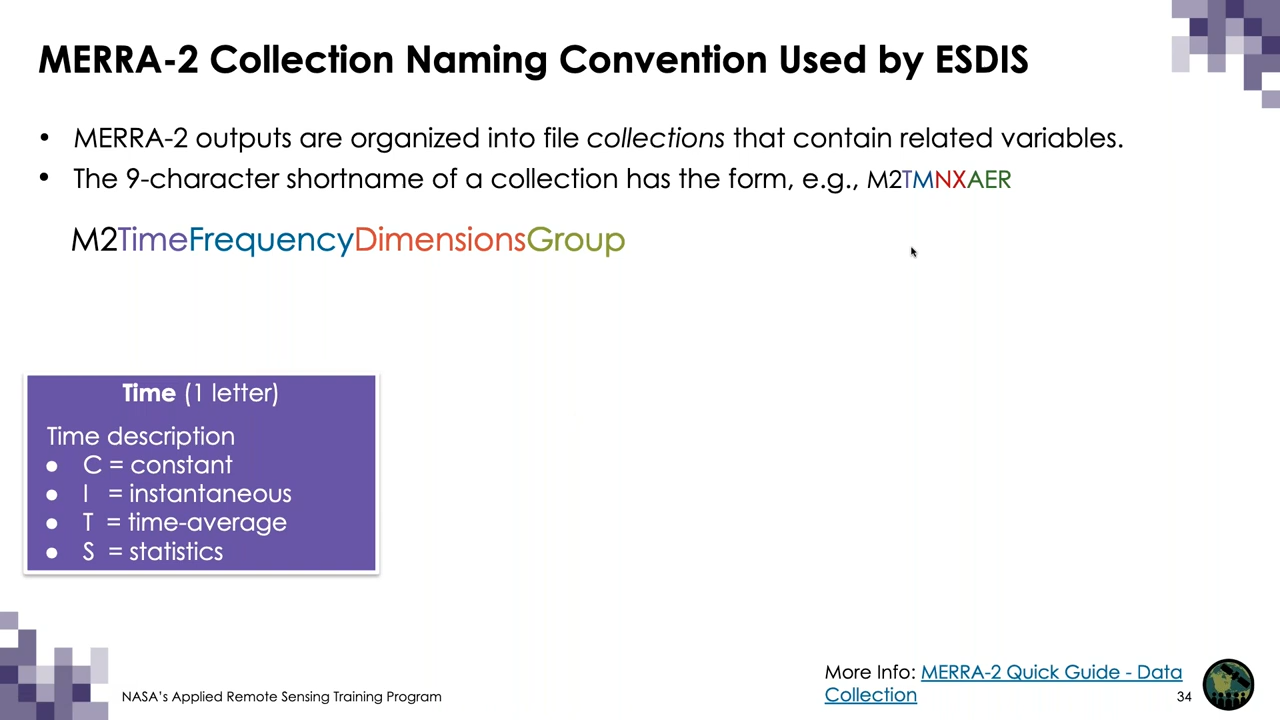 MERRA-2 Collection Naming Convention Used by ESDIS
• MERRA-2 outputs are organized into file collections that contain related variables.
• The 9-character shortname of a collection has the form, e.g., M2TMNXAER
M2TimeFrequencyDimensionsGroup
Time (1 letter)
Time description
● C = constant
● I = instantaneous
● T = time-average
● S = statistics
More Info: MERRA-2 Quick Guide - Data
Collection
NASA's Applied Remote Sensing Training Program
34